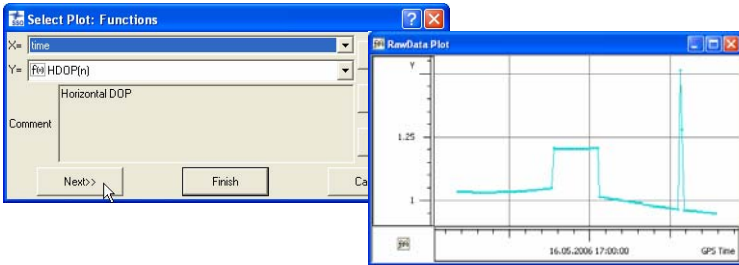 Select Plot: Functions
X= time
Y= f(x) HDOP(n)
Comment
Horizontal DOP
Next>>
Finish
Ca
RawData Plot
Y
1.25
1
16.05.2006 17:00:00
GPS Time